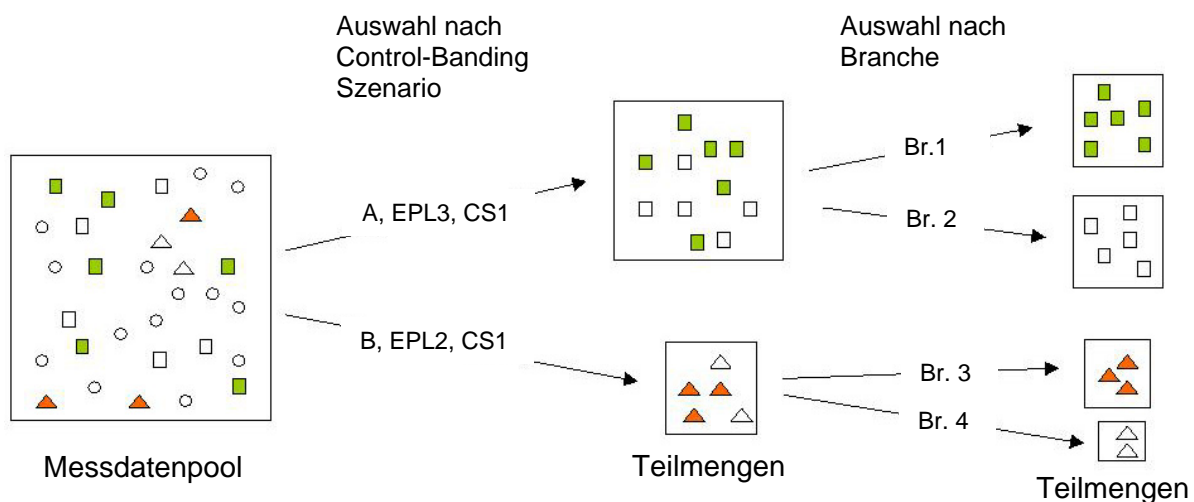 Auswahl nach
Control-Banding
Szenario
Auswahl nach
Branche
A, EPL3, CS1
B, EPL2, CS1
Br.1
Br. 2
Br. 3
Br. 4
Messdatenpool
Teilmengen
Teilmengen